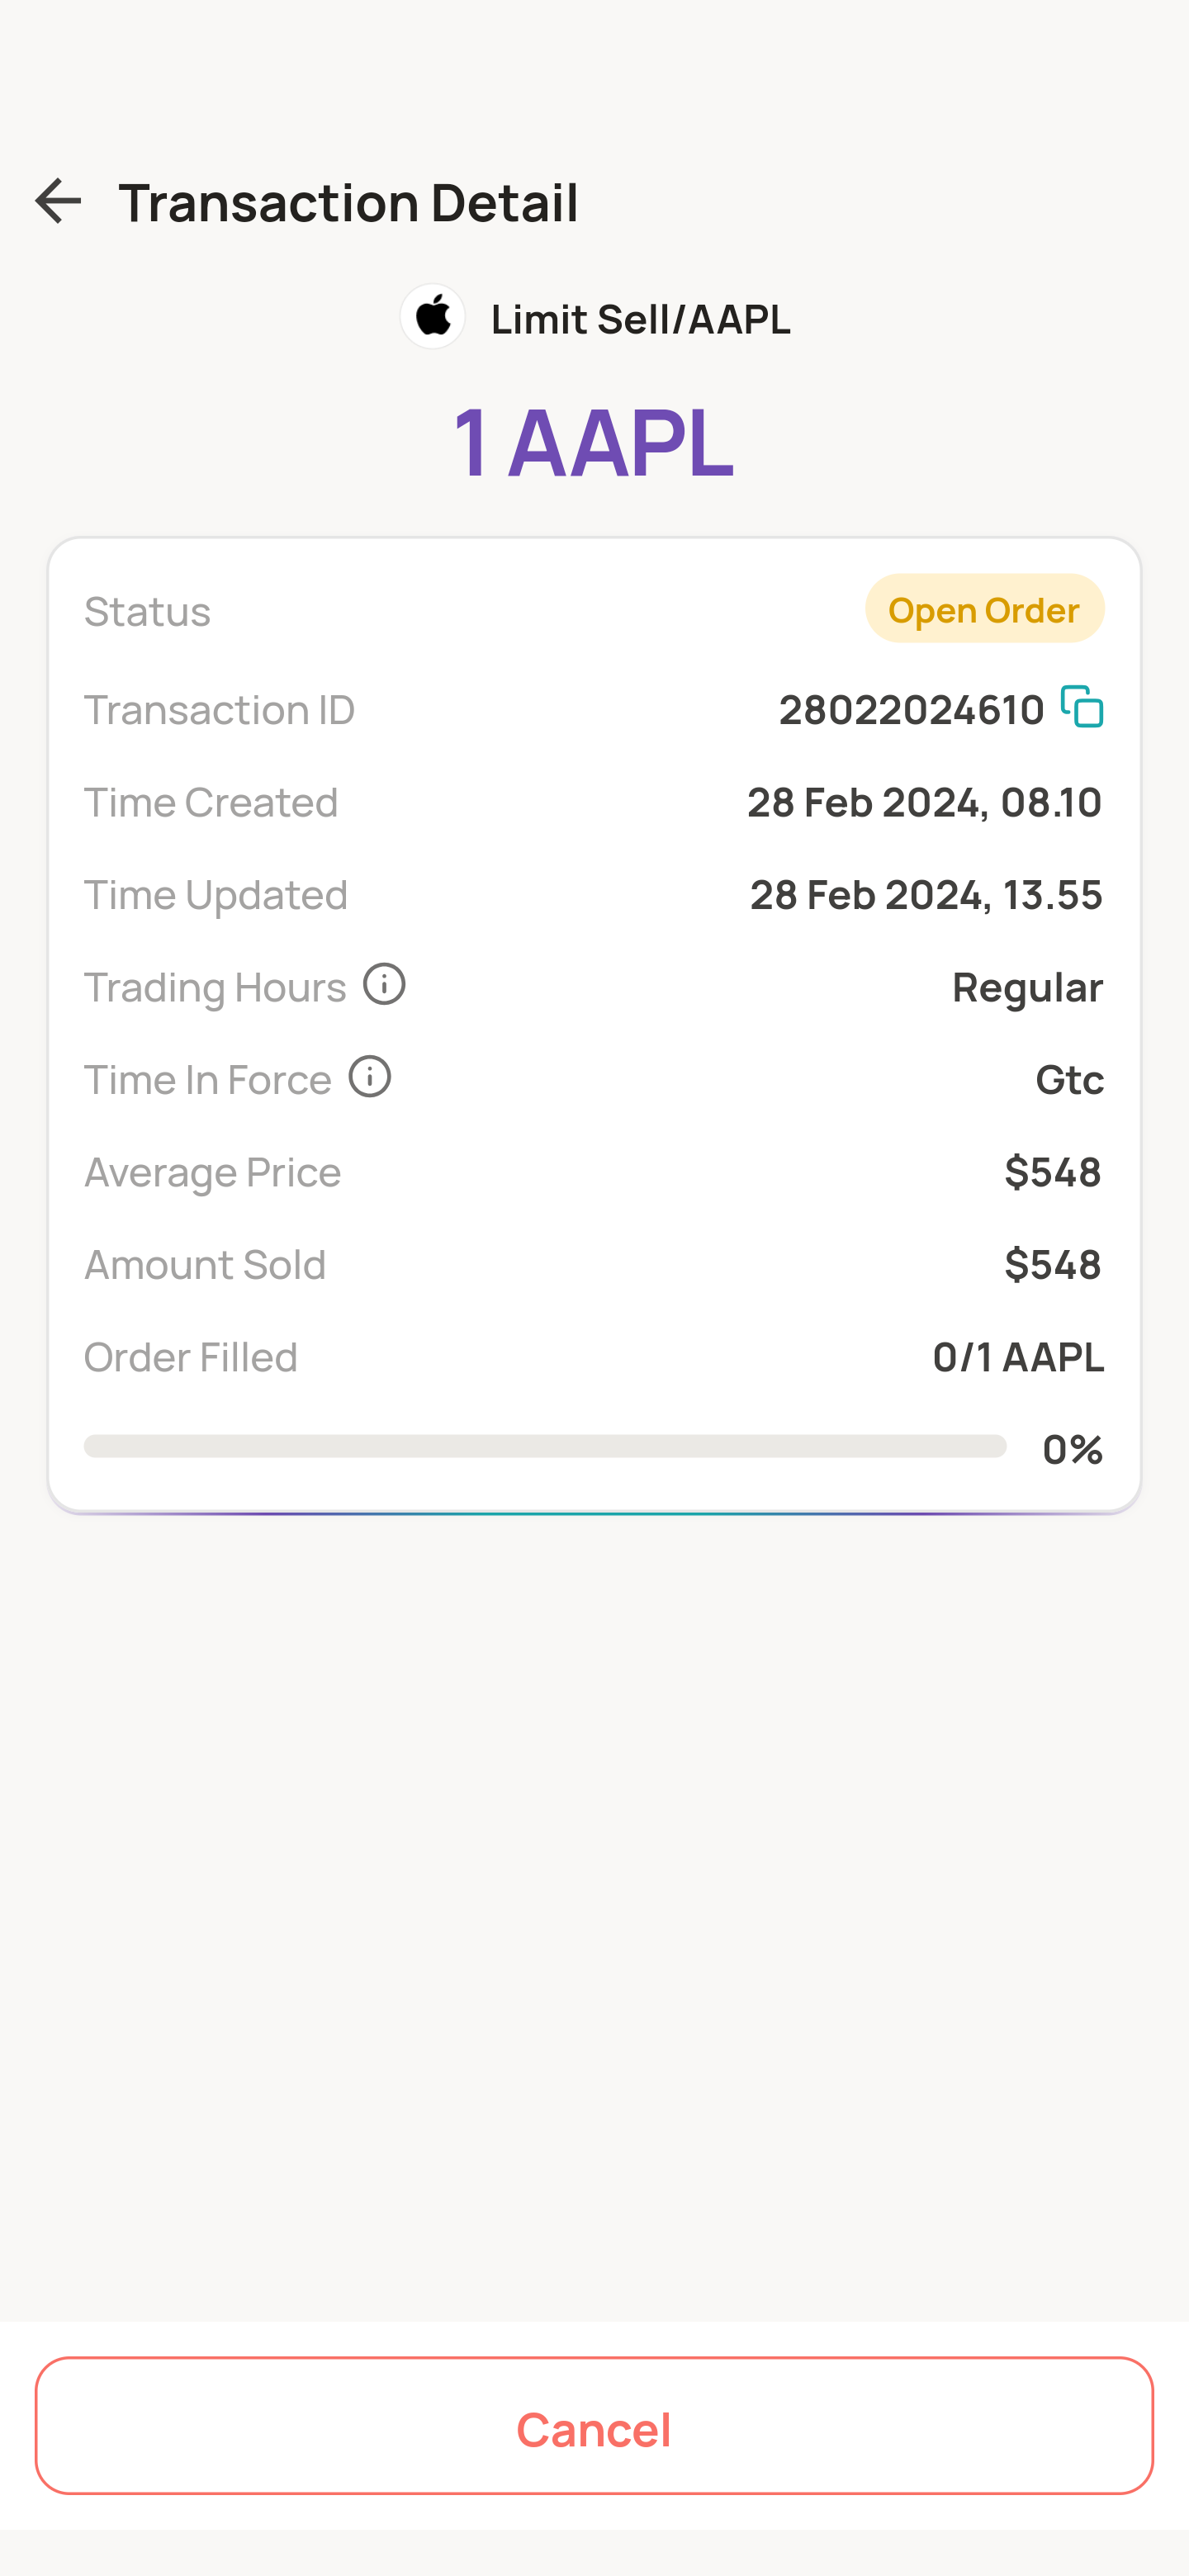 Transaction Detail
Limit Sell/AAPL
1 AAPL
Status Open Order
Transaction ID 28022024610
Time Created 28 Feb 2024, 08.10
Time Updated 28 Feb 2024, 13.55
Trading Hours Regular
Time In Force Gtc
Average Price $548
Amount Sold $548
Order Filled 0/1 AAPL
0%
Cancel